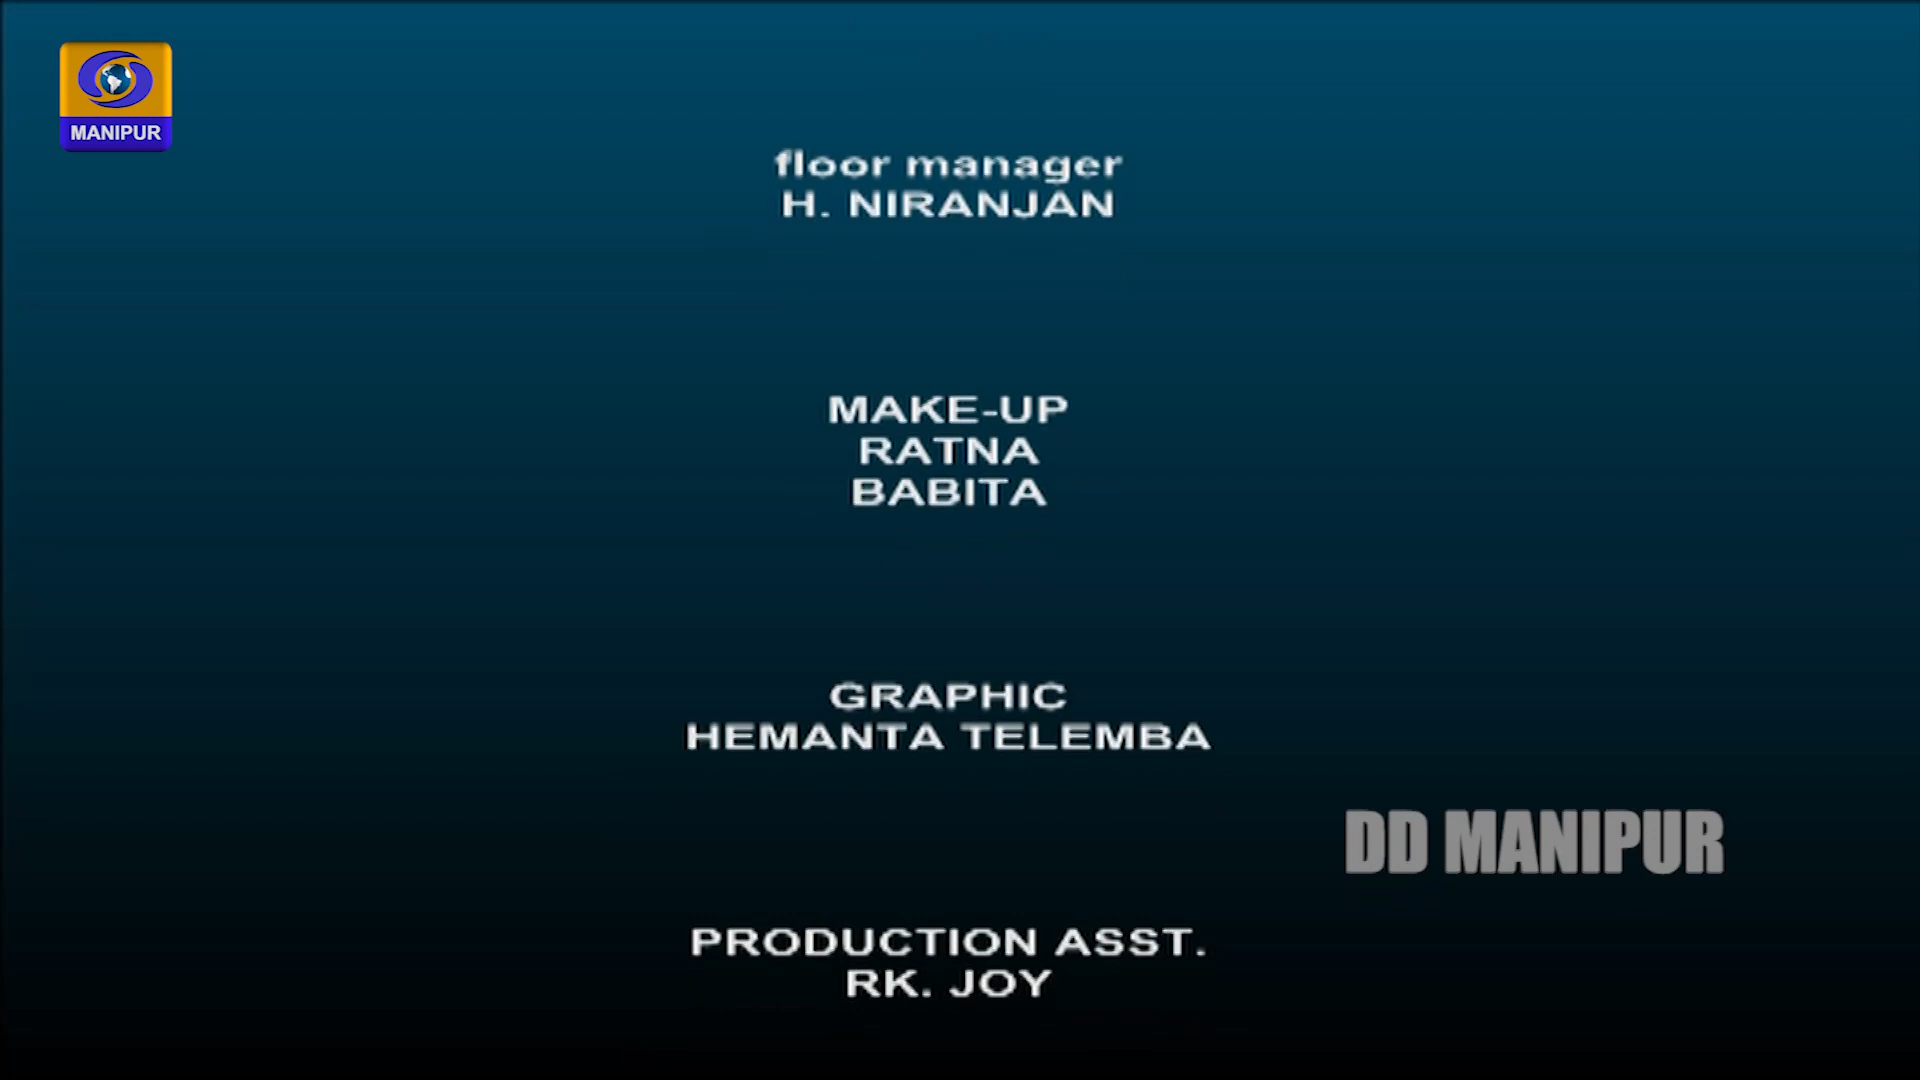 MANIPUR
floor manager
H. NIRANJAN
MAKE-UP
RATNA
BABITA
GRAPHIC
HEMANTA TELEMBA
DD MANIPUR
PRODUCTION ASST.
RK. JOY